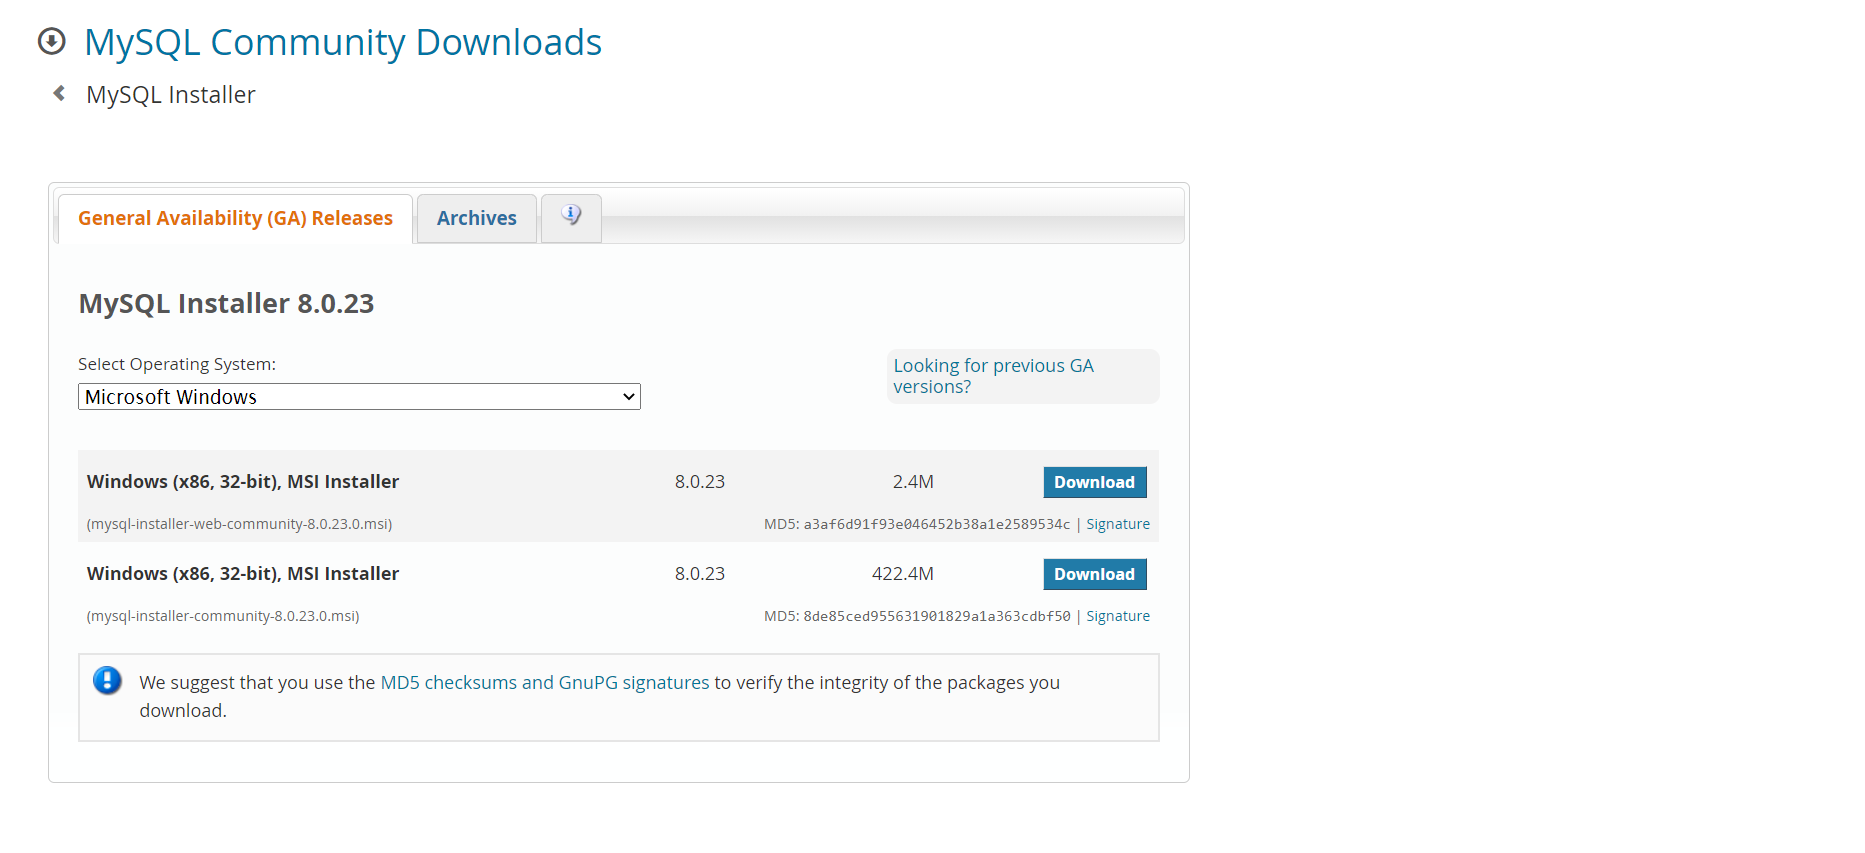 MySQL Community Downloads
MySQL Installer
General Availability (GA) Releases
Archives
MySQL Installer 8.0.23
Select Operating System:
Microsoft Windows
Looking for previous GA
versions?
Windows (x86, 32-bit), MSI Installer 8.0.23 2.4M Download
(mysql-installer-web-community-8.0.23.0.msi) MD5: a3af6d91f93e046452b38a1e2589534c | Signature
Windows (x86, 32-bit), MSI Installer 8.0.23 422.4M Download
(mysql-installer-community-8.0.23.0.msi) MD5: 8de85ced955631901829a1a363cdbf50 | Signature
We suggest that you use the MD5 checksums and GnuPG signatures to verify the integrity of the packages you
download.